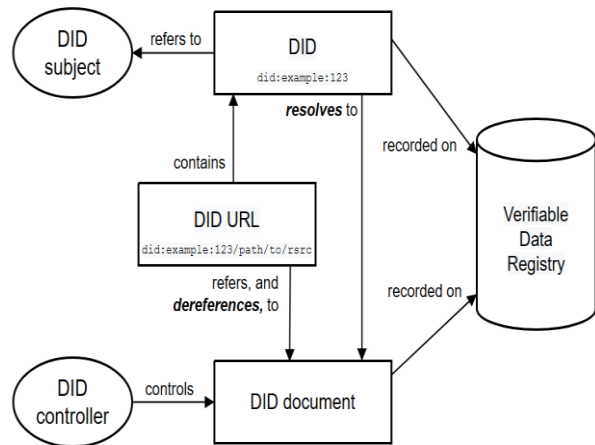 DID
subject
refers to
DID
did:example:123
resolves to
recorded on
contains
DID URL
did:example:123/path/to/rsrc
Verifiable
Data
Registry
refers, and
dereferences, to
recorded on
DID
controller
controls
DID document